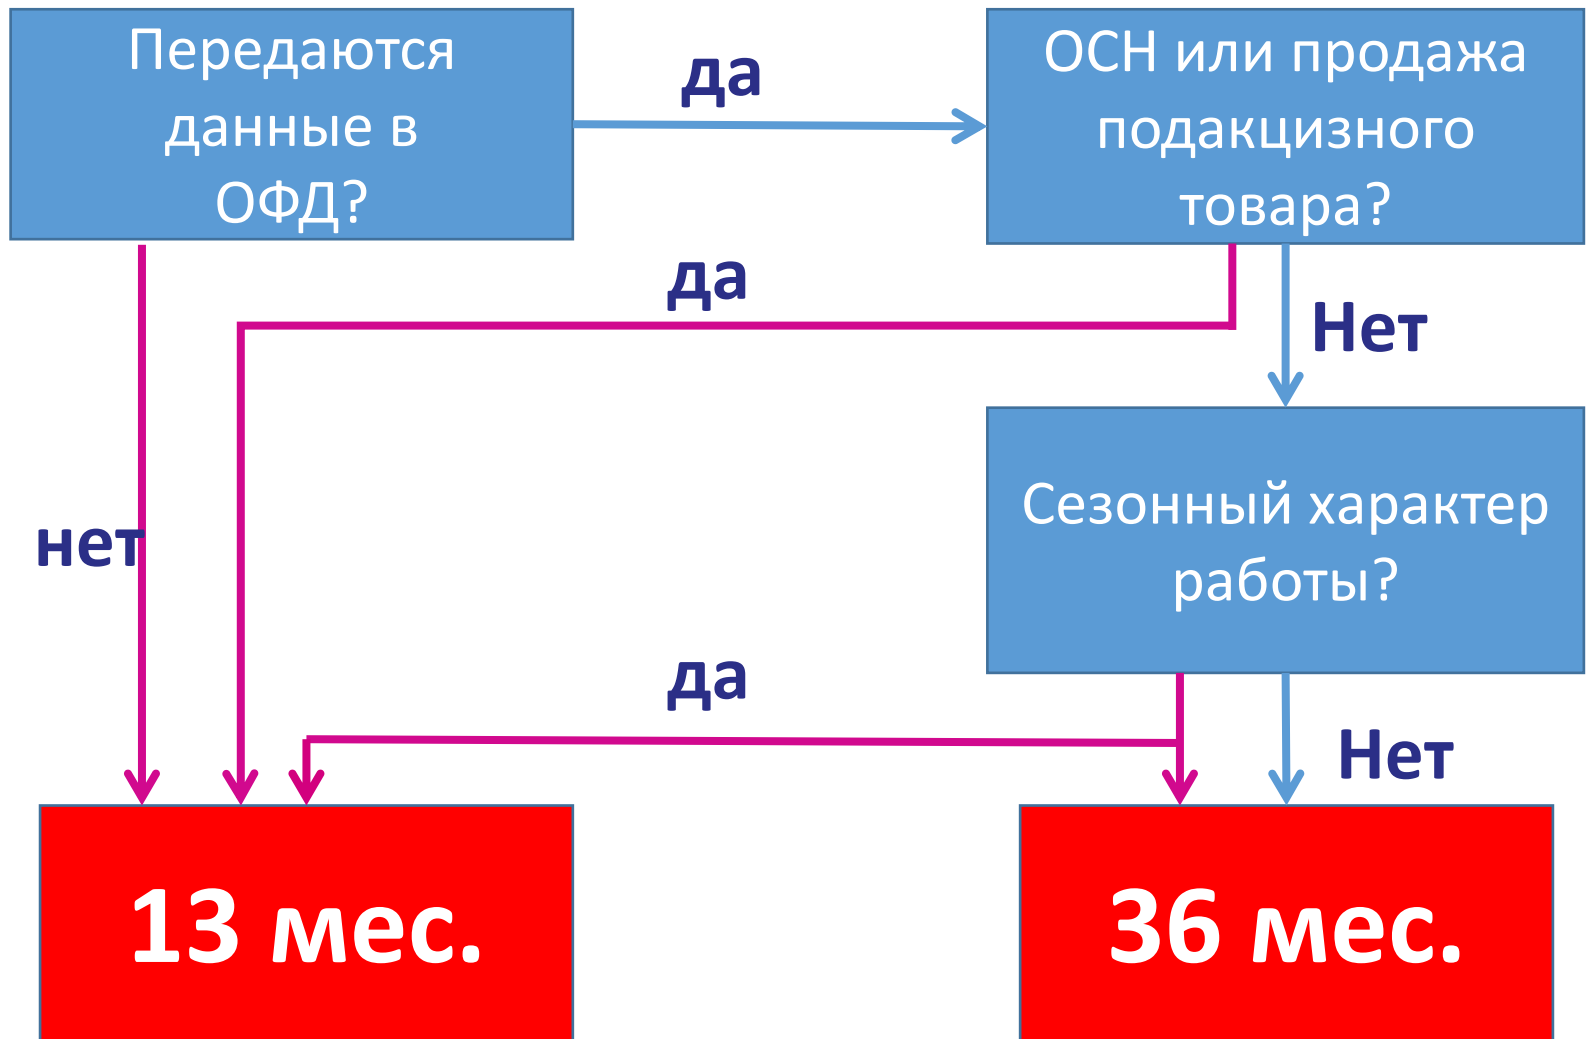 Передаются
данные в
ОФД?
да
ОСН или продажа
подакцизного
товара?
да
Нет
нет
Сезонный характер
работы?
да
Нет
13 мес.
36 мес.